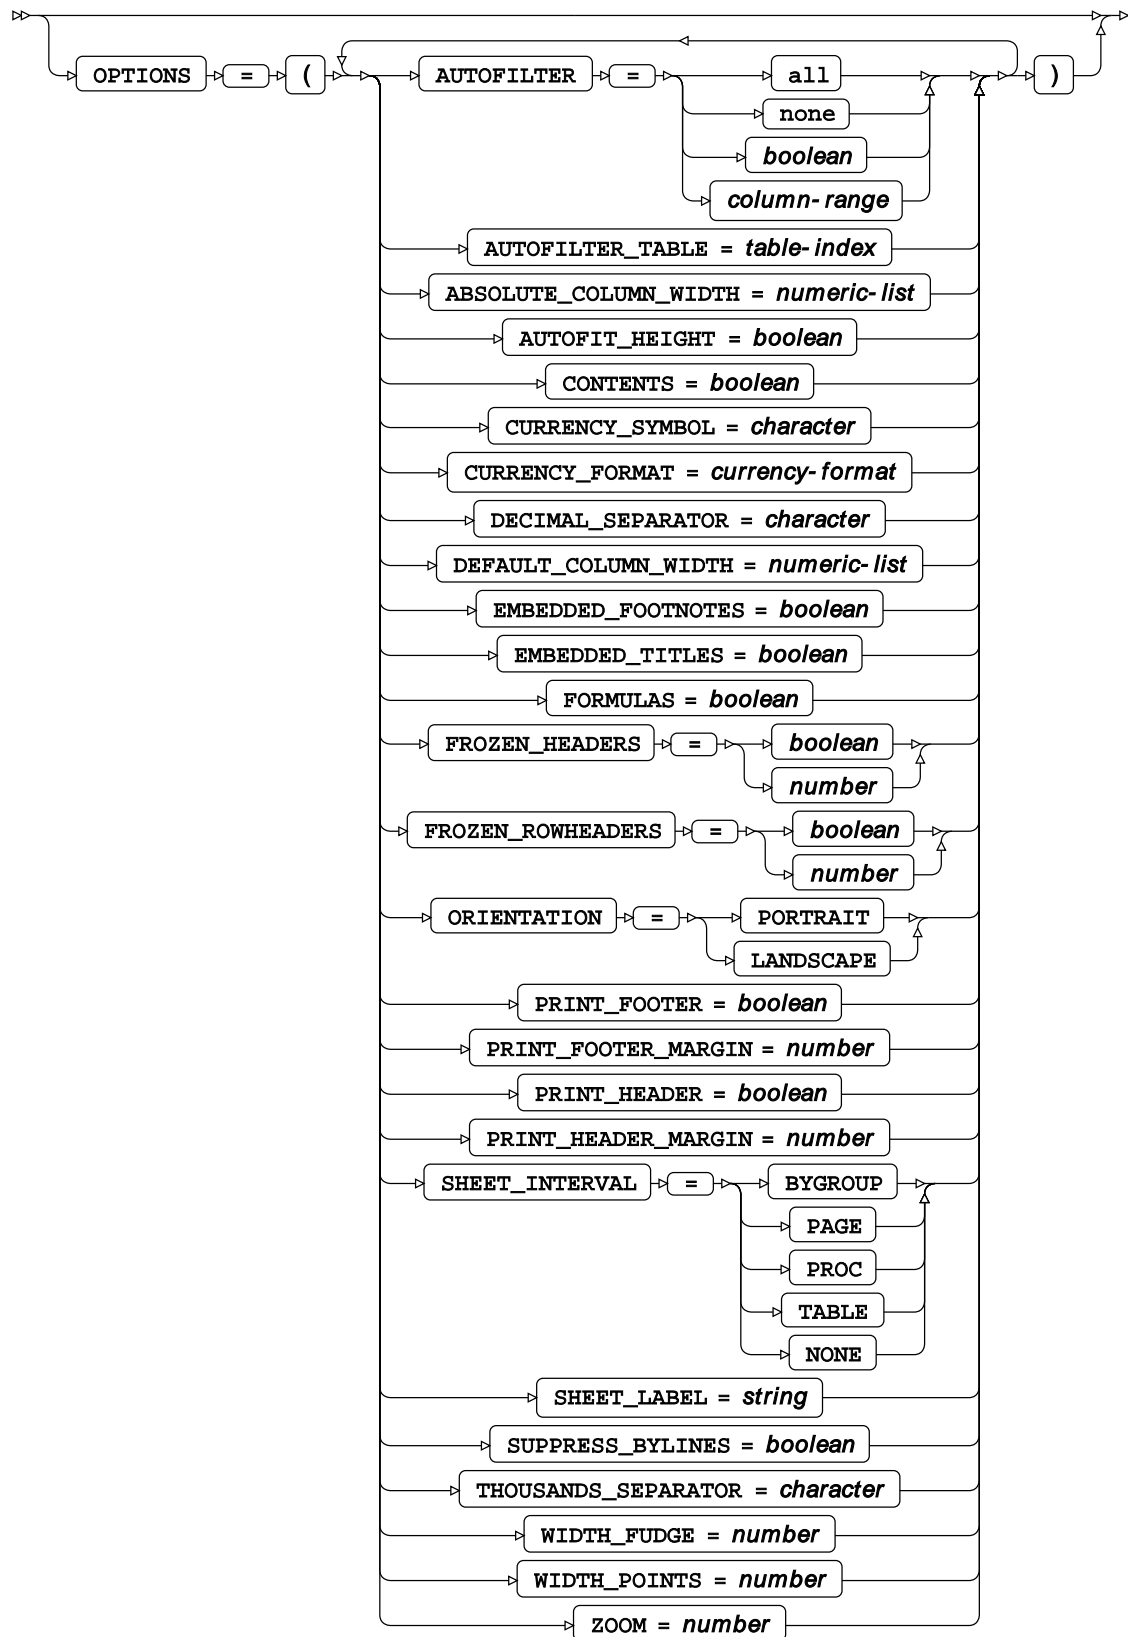 OPTIONS = ( AUTOFILTER = all )
none
boolean
column-range
AUTOFILTER_TABLE = table-index
ABSOLUTE_COLUMN_WIDTH = numeric-list
AUTOFIT_HEIGHT = boolean
CONTENTS = boolean
CURRENCY_SYMBOL = character
CURRENCY_FORMAT = currency-format
DECIMAL_SEPARATOR = character
DEFAULT_COLUMN_WIDTH = numeric-list
EMBEDDED_FOOTNOTES = boolean
EMBEDDED_TITLES = boolean
FORMULAS = boolean
FROZEN_HEADERS = boolean
number
FROZEN_ROWHEADERS = boolean
number
ORIENTATION = PORTRAIT
LANDSCAPE
PRINT_FOOTER = boolean
PRINT_FOOTER_MARGIN = number
PRINT_HEADER = boolean
PRINT_HEADER_MARGIN = number
SHEET_INTERVAL = BYGROUP
PAGE
PROC
TABLE
NONE
SHEET_LABEL = string
SUPPRESS_BYLINES = boolean
THOUSANDS_SEPARATOR = character
WIDTH_FUDGE = number
WIDTH_POINTS = number
ZOOM = number